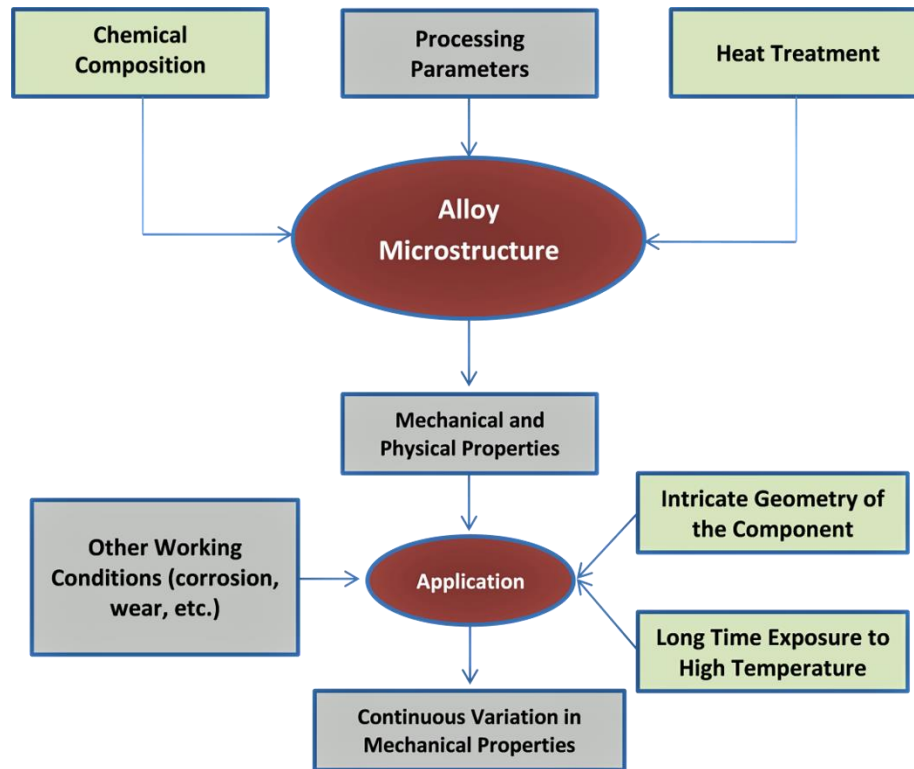 Chemical
Composition
Processing
Parameters
Heat Treatment
Alloy
Microstructure
Mechanical and
Physical Properties
Intricate Geometry of
the Component
Other Working
Conditions (corrosion,
wear, etc.)
Application
Long Time Exposure to
High Temperature
Continuous Variation in
Mechanical Properties